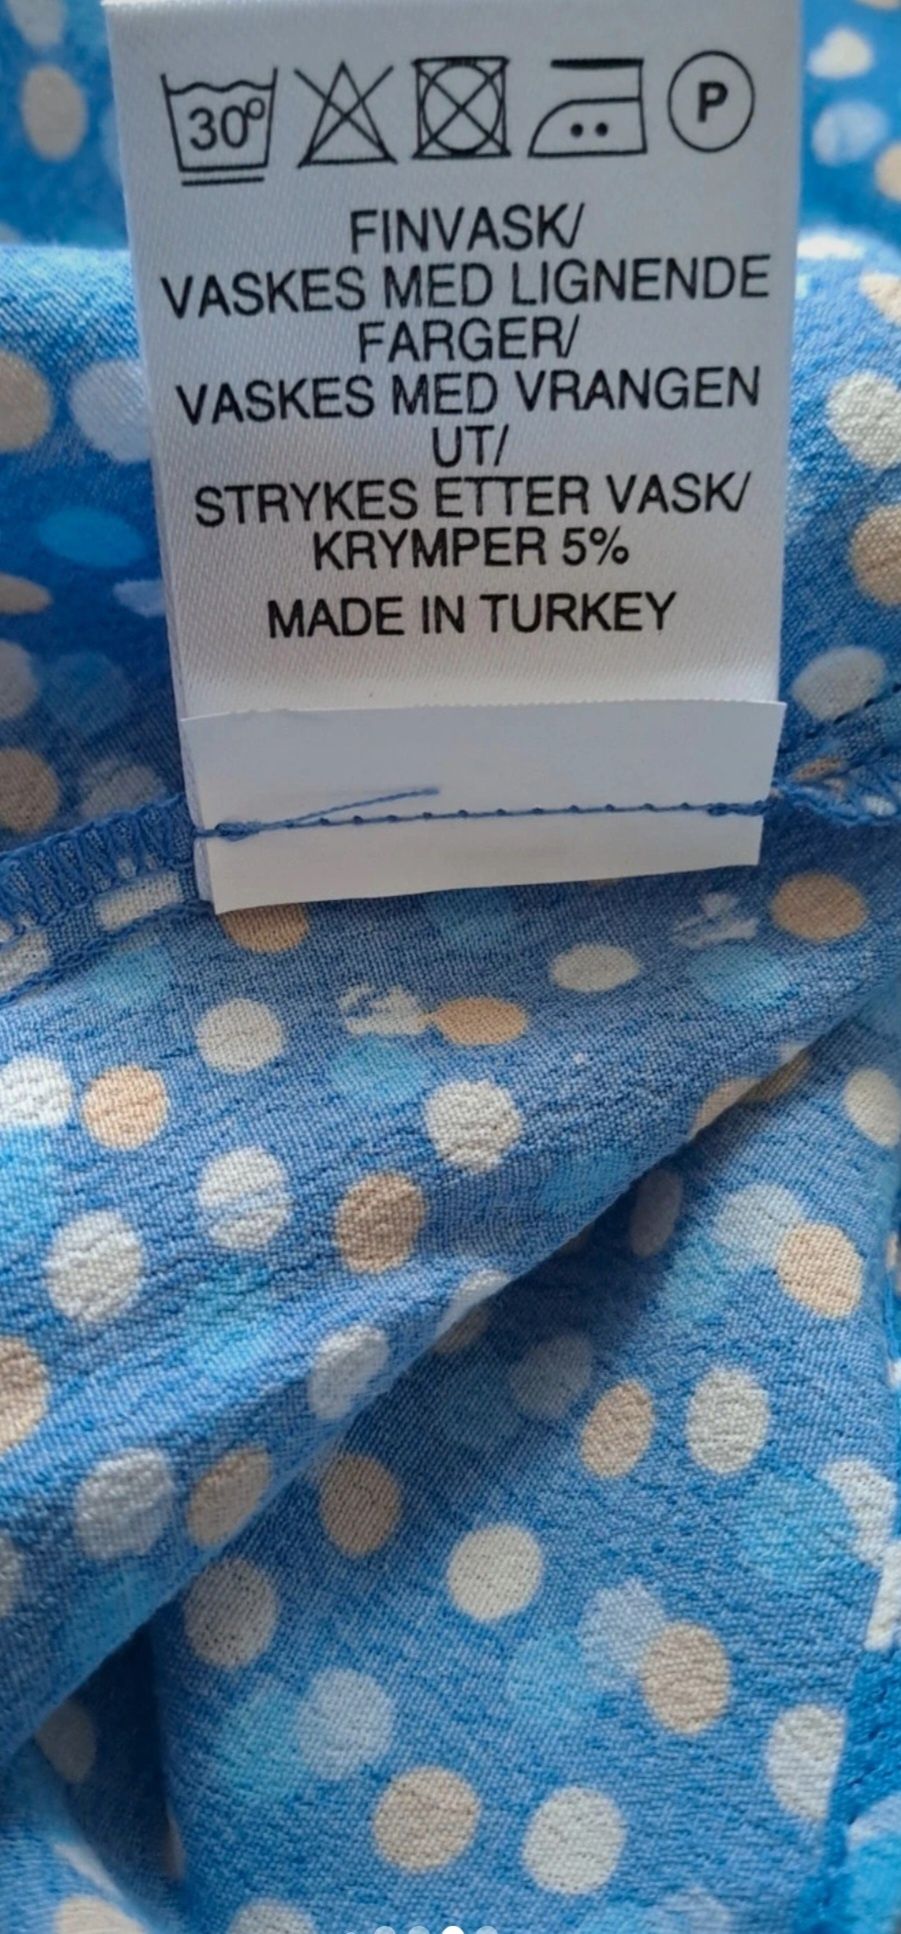 30°
P
FINVASK/
VASKES MED LIGNENDE
FARGER/
VASKES MED VRANGEN
UT/
STRYKES ETTER VASK/
KRYMPER 5%
MADE IN TURKEY